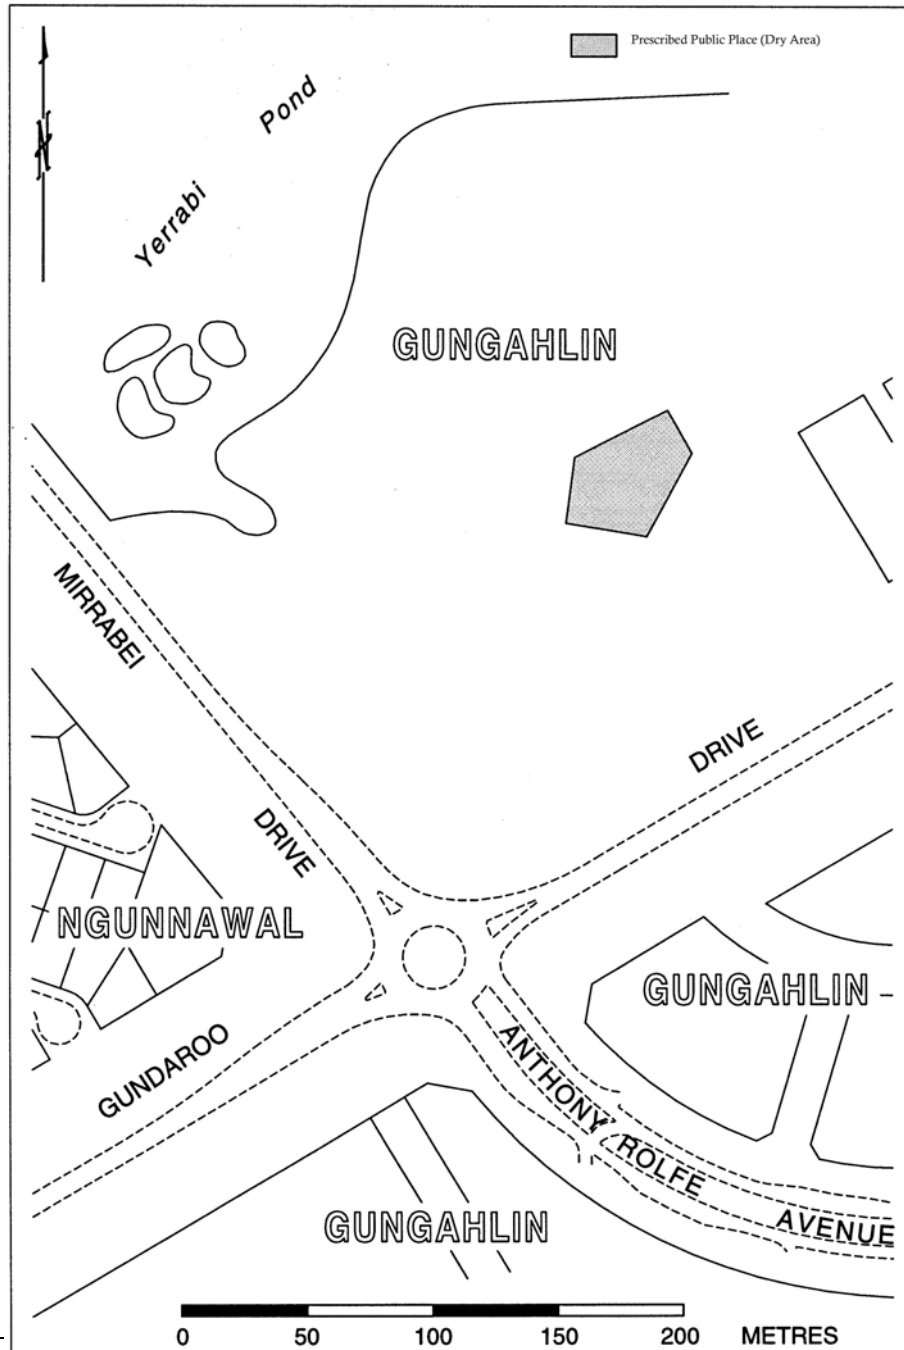 Prescribed Public Place (Dry Area)
N
Yerrabi Pond
GUNGAHLIN
MIRRABEI DRIVE
GUNDAROO DRIVE
NGUNNAWAL
GUNGAHLIN
ANTHONY ROLFE AVENUE
GUNGAHLIN
0 50 100 150 200 METRES